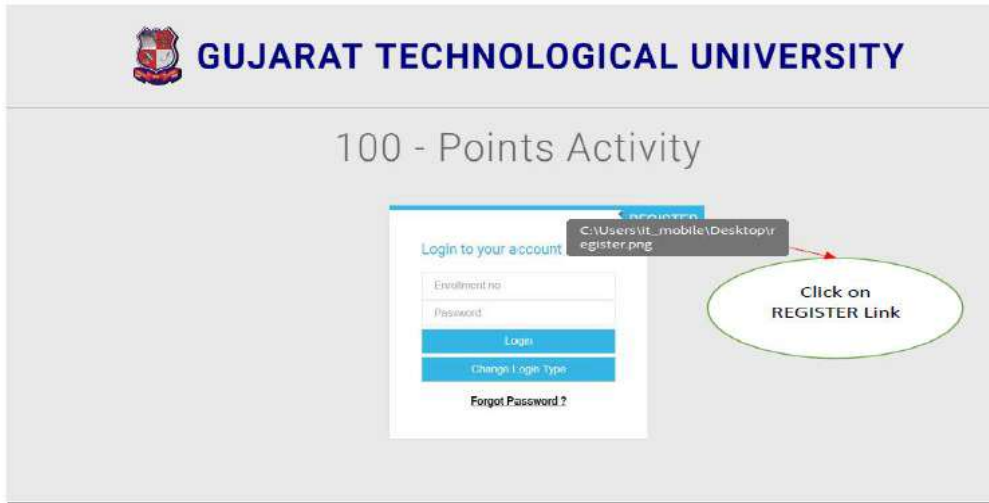 GUJARAT TECHNOLOGICAL UNIVERSITY
100 - Points Activity
REGISTER
C:\Users\it_mobile\Desktop\r
egister.png
Login to your account
Enrollment no
Password
Login
Change Login Type
Forgot Password ?
Click on
REGISTER Link